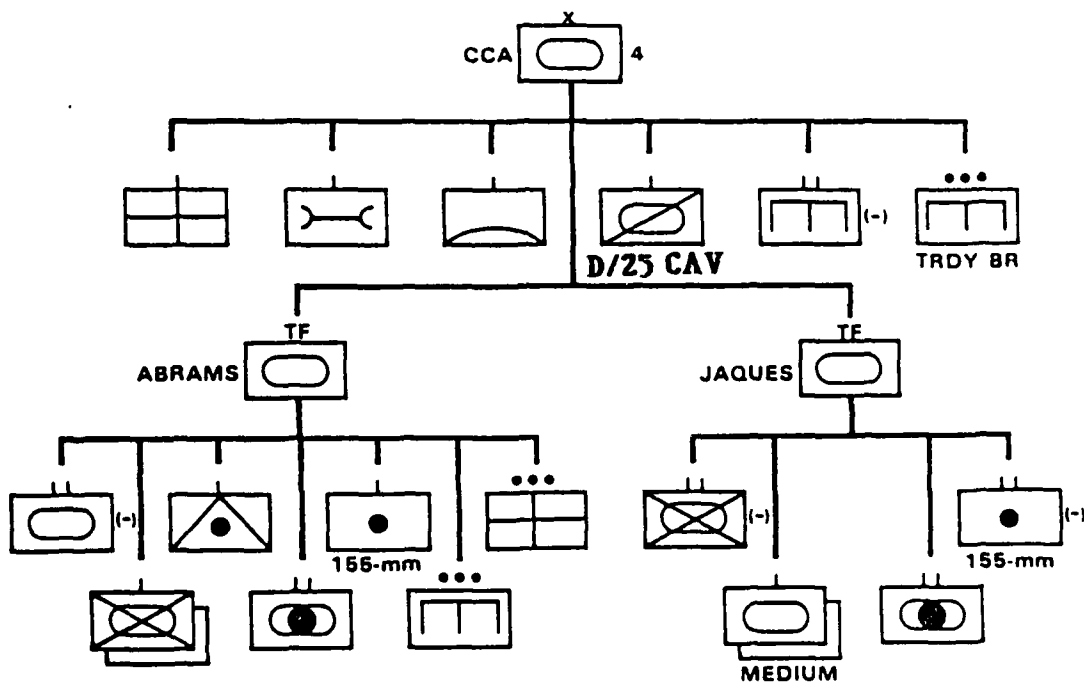 X
CCA 4
(-)
TRDY BR
D/25 CAV
TF TF
ABRAMS JAQUES
(-) (-) (-)
155-mm 155-mm
MEDIUM